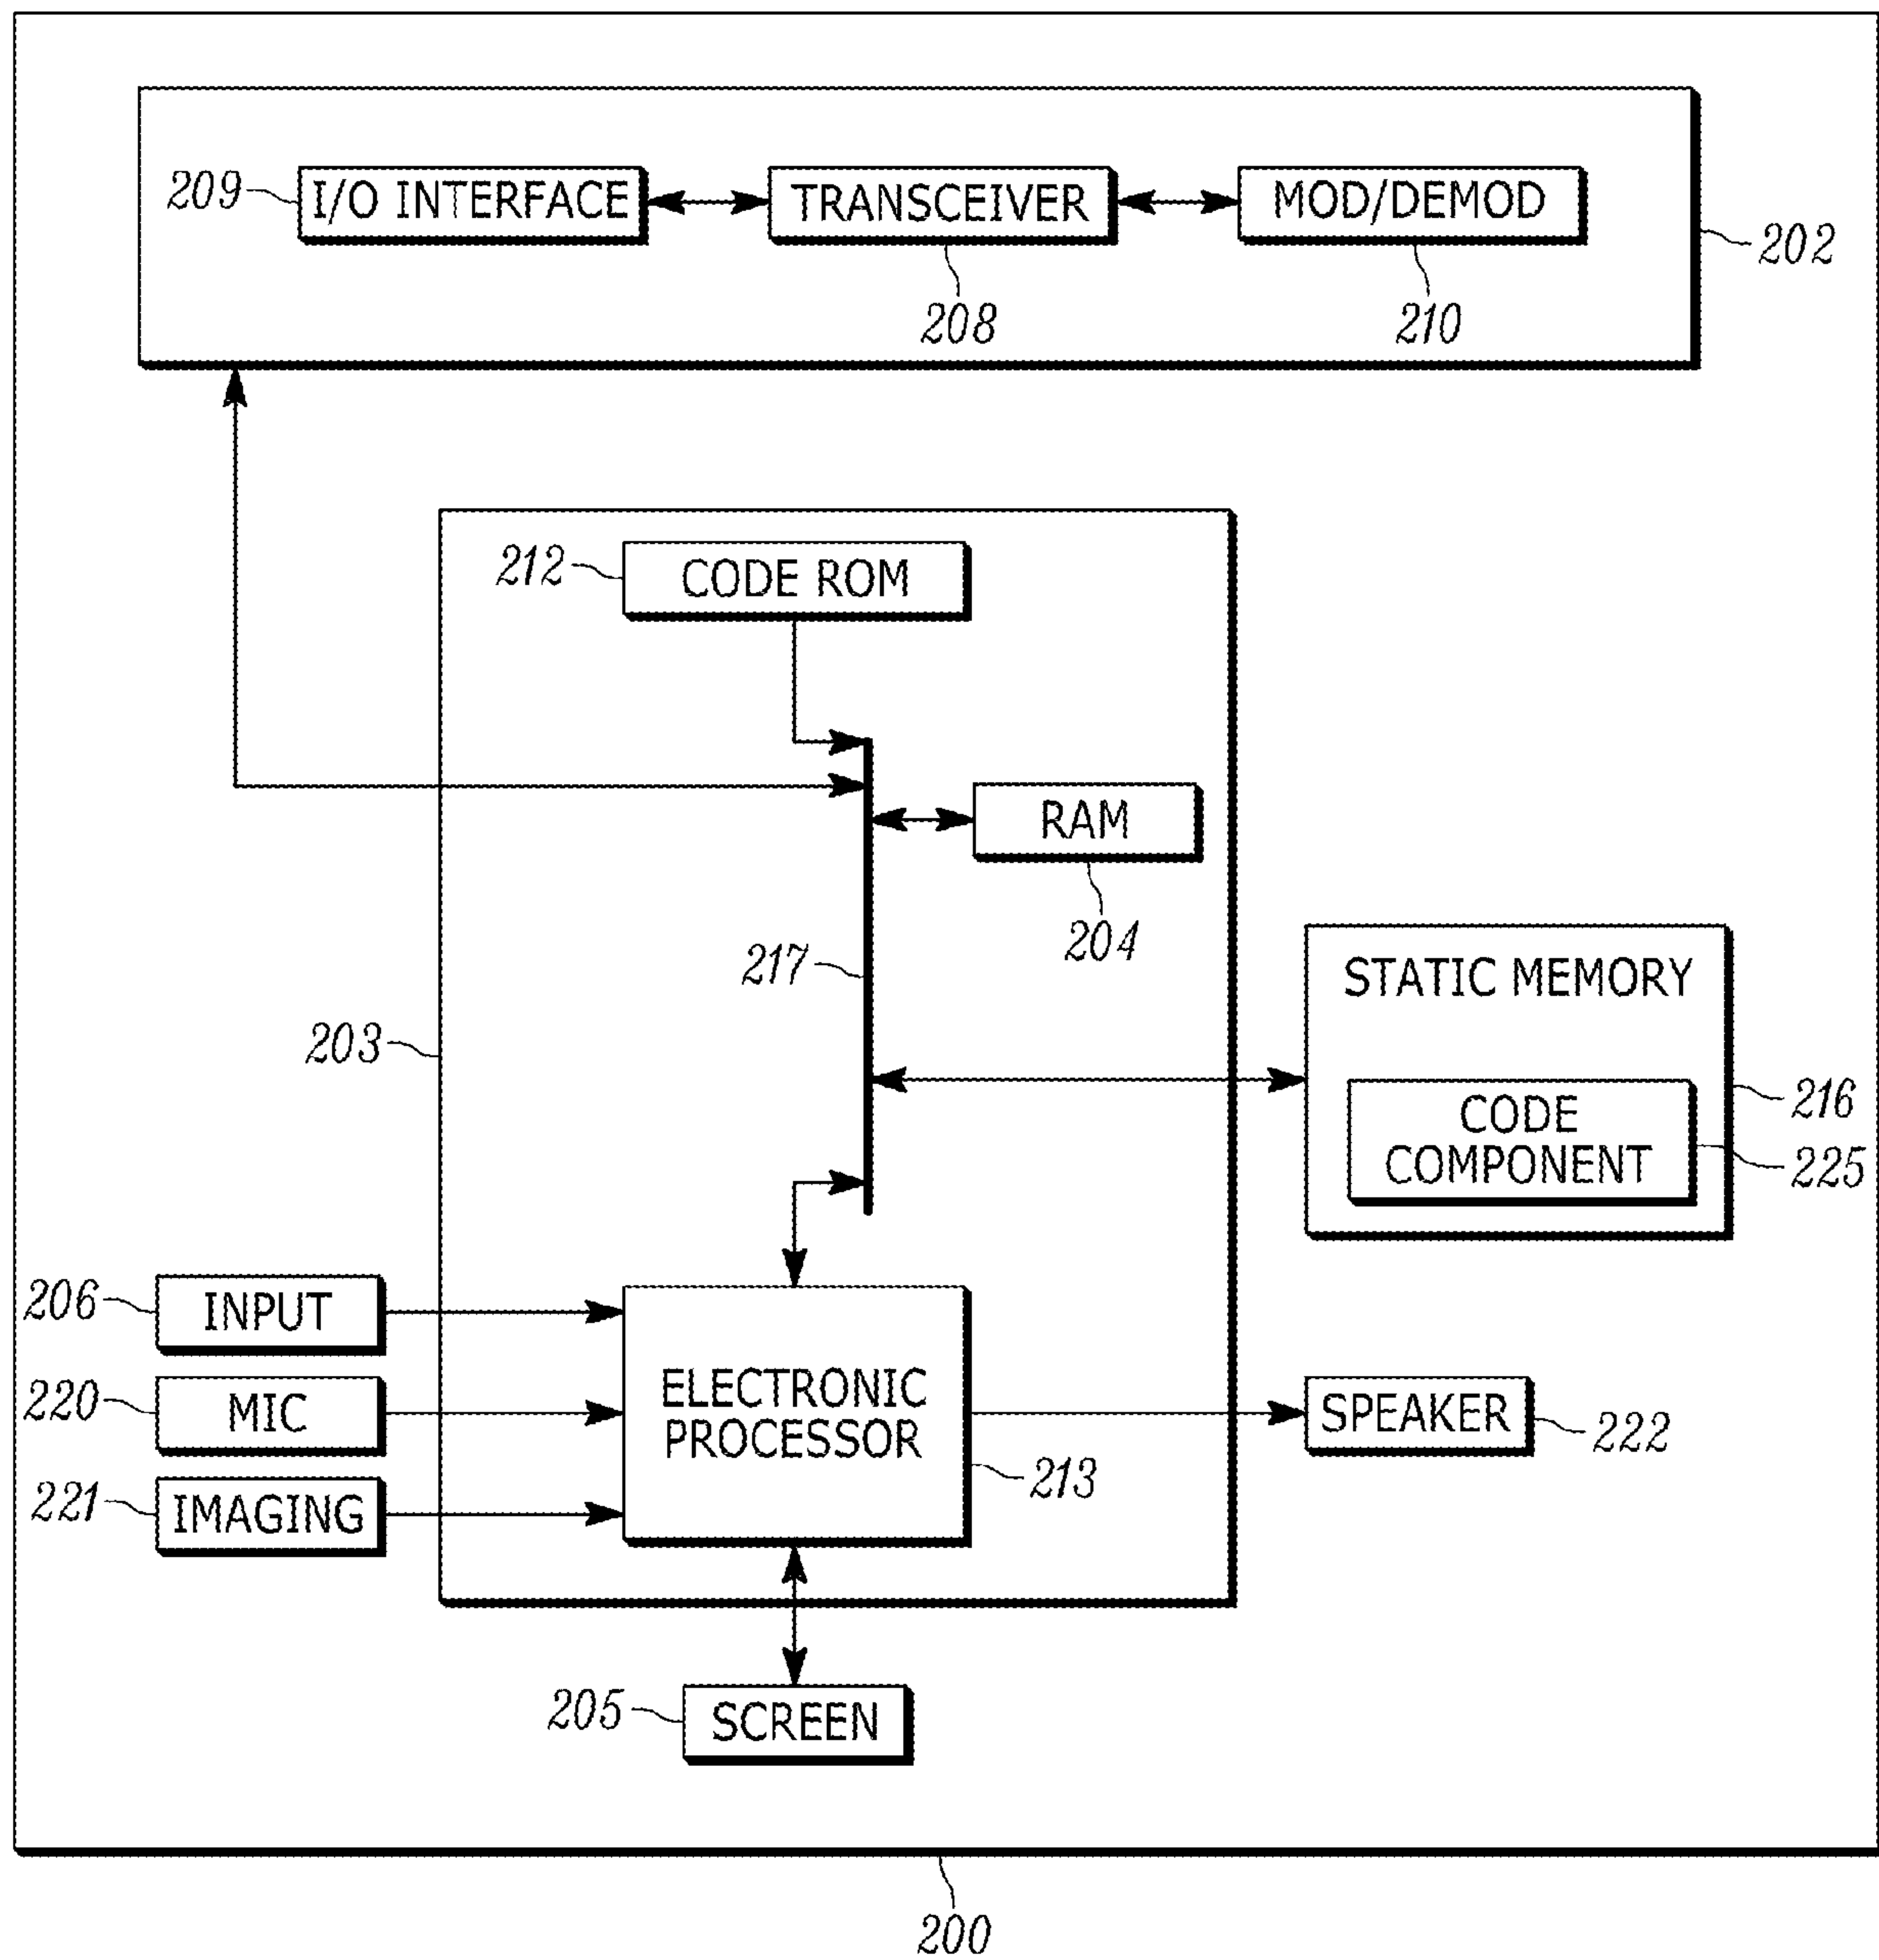 209
I/O INTERFACE
TRANSCEIVER
MOD/DEMOD
202
208
210
212
CODE ROM
RAM
204
217
STATIC MEMORY
203
216
CODE
COMPONENT
225
206
INPUT
220
MIC
ELECTRONIC
PROCESSOR
SPEAKER
222
221
IMAGING
213
205
SCREEN
200